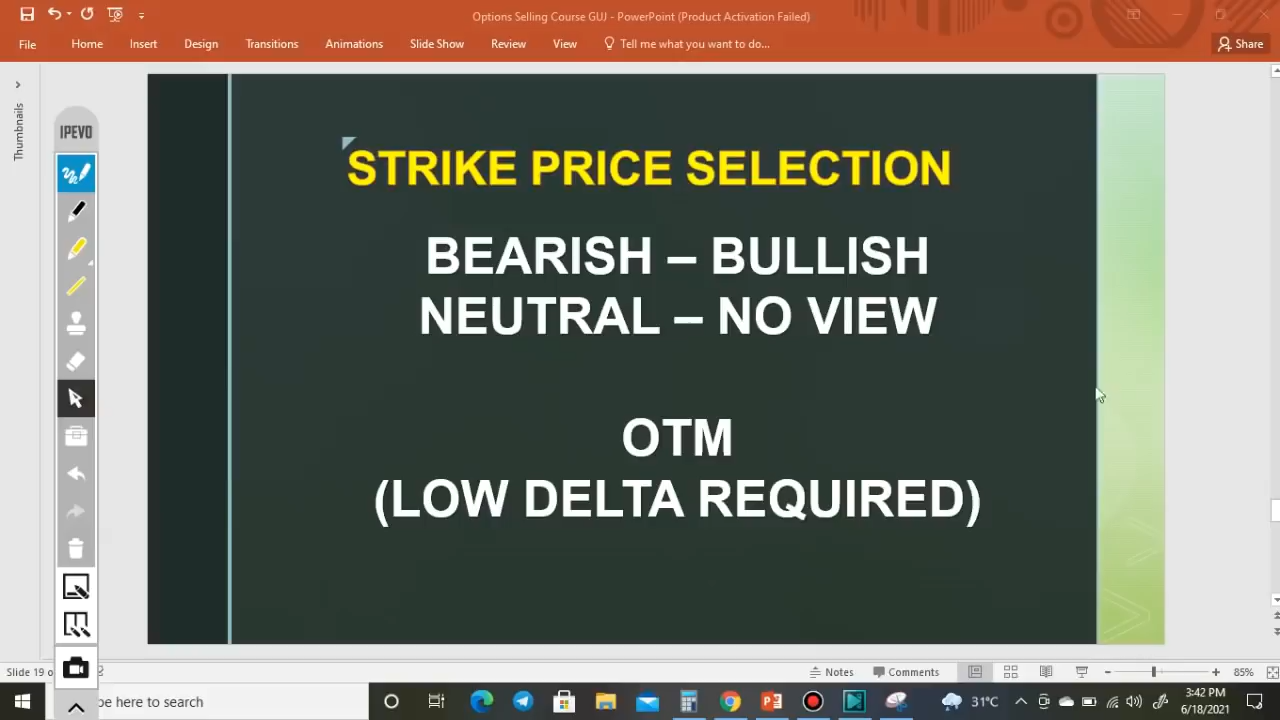 Options Selling Course GUJ - PowerPoint (Product Activation Failed)
File Home Insert Design Transitions Animations Slide Show Review View Tell me what you want to do... Share
Thumbnails
IPEVO
STRIKE PRICE SELECTION
BEARISH – BULLISH
NEUTRAL – NO VIEW
OTM
(LOW DELTA REQUIRED)
Slide 19 Notes Comments 85%
here to search 31°C 3:42 PM
6/18/2021